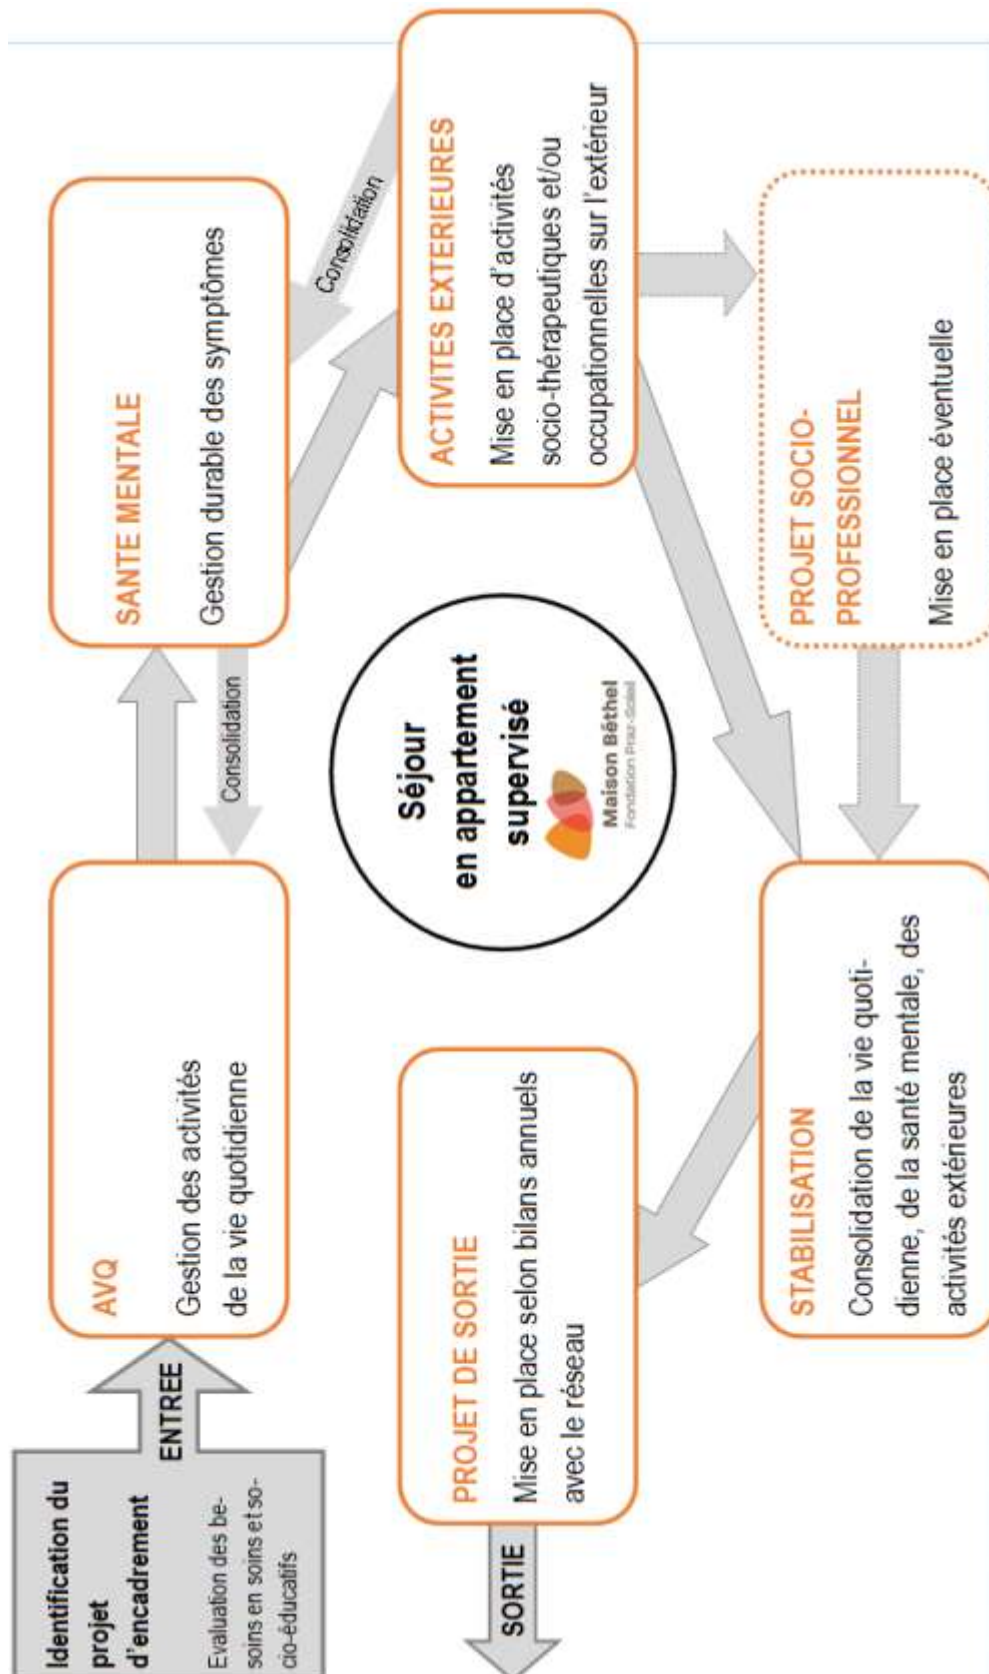 Identification du
projet
d'encadrement
Evaluation des be-
soins en soins et so-
cio-éducatifs
ENTREE
AVQ
Gestion des activités
de la vie quotidienne
Consolidation
SANTE MENTALE
Gestion durable des symptômes
Consolidation
ACTIVITES EXTERIEURES
Mise en place d'activités
socio-thérapeutiques et/ou
occupationnelles sur l'extérieur
Séjour
en appartement
supervisé
Maison Béthel
Fondation Praz-Soleil
PROJET SOCIO-
PROFESSIONNEL
Mise en place éventuelle
STABILISATION
Consolidation de la vie quoti-
dienne, de la santé mentale, des
activités extérieures
PROJET DE SORTIE
Mise en place selon bilans annuels
avec le réseau
SORTIE